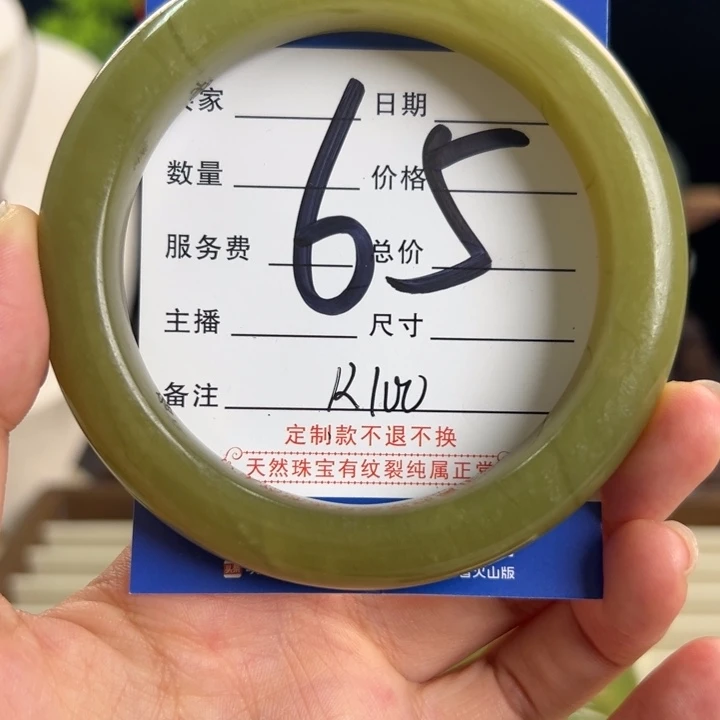 家 日期
65
数量 价格
服务费 总价
主播 尺寸
备注 K100
定制款不退不换
天然珠宝有纹裂纯属正常
火山版